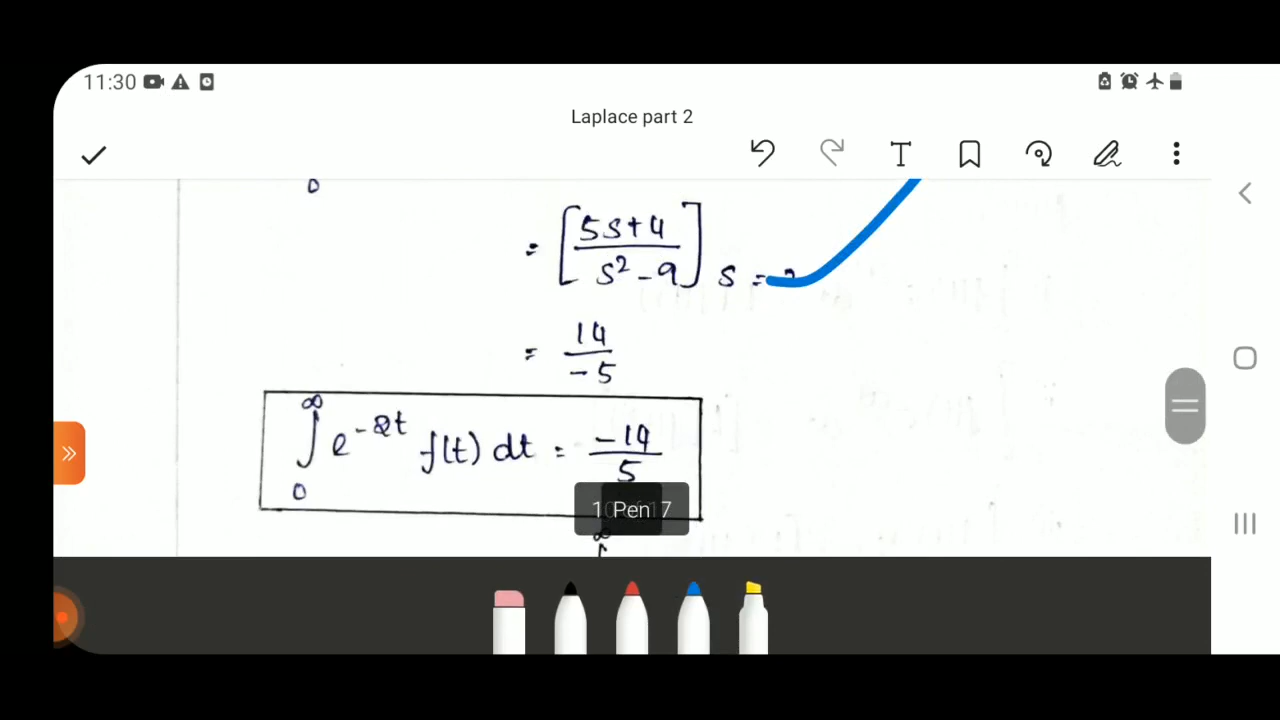 11:30
Laplace part 2
T
0
= [ (5s+4) / (s² - 9) ] s =
= 14 / -5
∞
∫ e^{-2t} f(t) dt = -14 / 5
0
Pen
∞